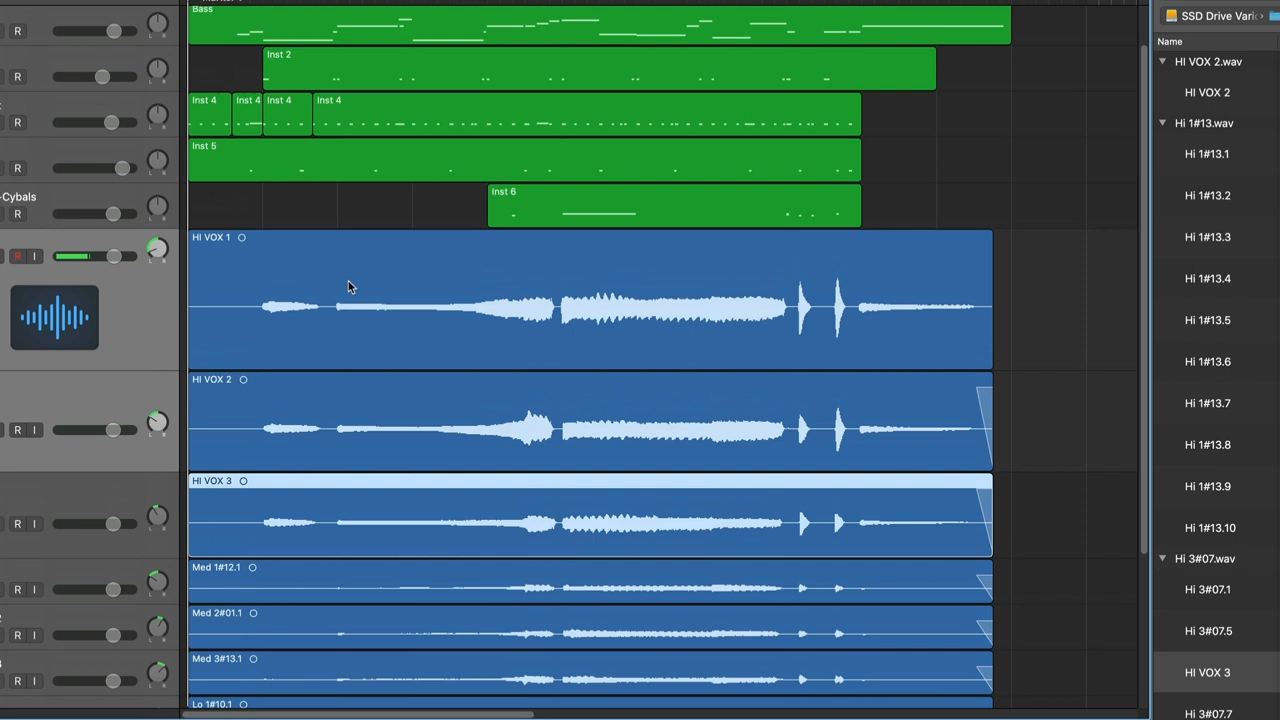 Bass
R
Inst 2
R
Inst 4
Inst 4
Inst 4
Inst 4
R
Inst 5
R
-Cybals
Inst 6
R
HI VOX 1
R I
HI VOX 2
R I
HI VOX 3
R I
Med 1#12.1
R I
Med 2#01.1
R I
Med 3#13.1
R I
Lo 1#10.1
SSD Drive Vari
Name
HI VOX 2.wav
HI VOX 2
Hi 1#13.wav
Hi 1#13.1
Hi 1#13.2
Hi 1#13.3
Hi 1#13.4
Hi 1#13.5
Hi 1#13.6
Hi 1#13.7
Hi 1#13.8
Hi 1#13.9
Hi 1#13.10
Hi 3#07.wav
Hi 3#07.1
Hi 3#07.5
HI VOX 3
Hi 3#07.7